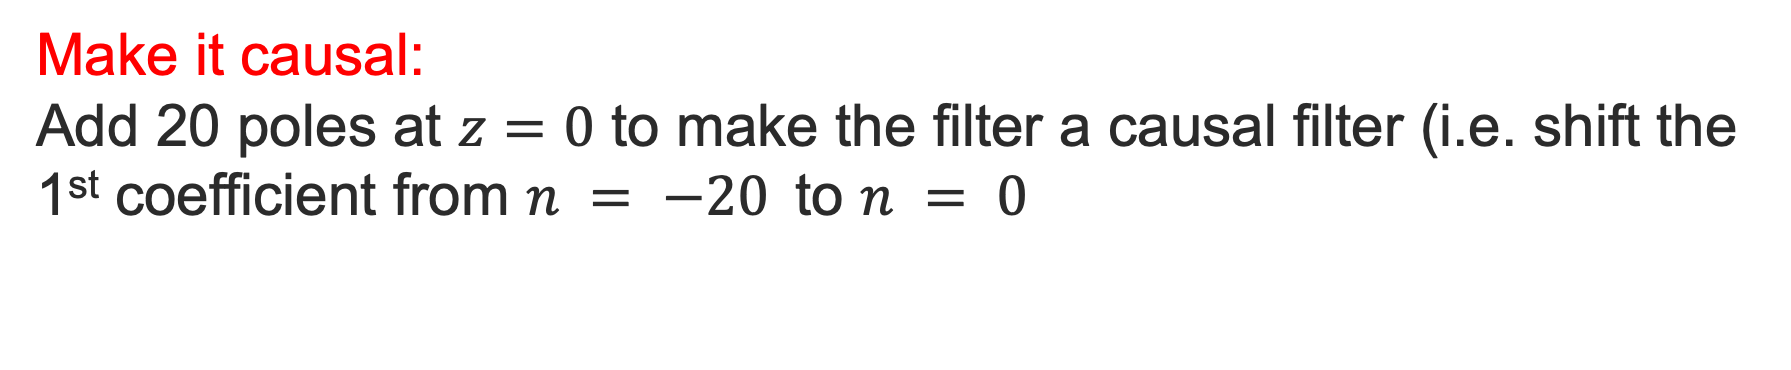 Make it causal:
Add 20 poles at z = 0 to make the filter a causal filter (i.e. shift the
1st coefficient from n = −20 to n = 0